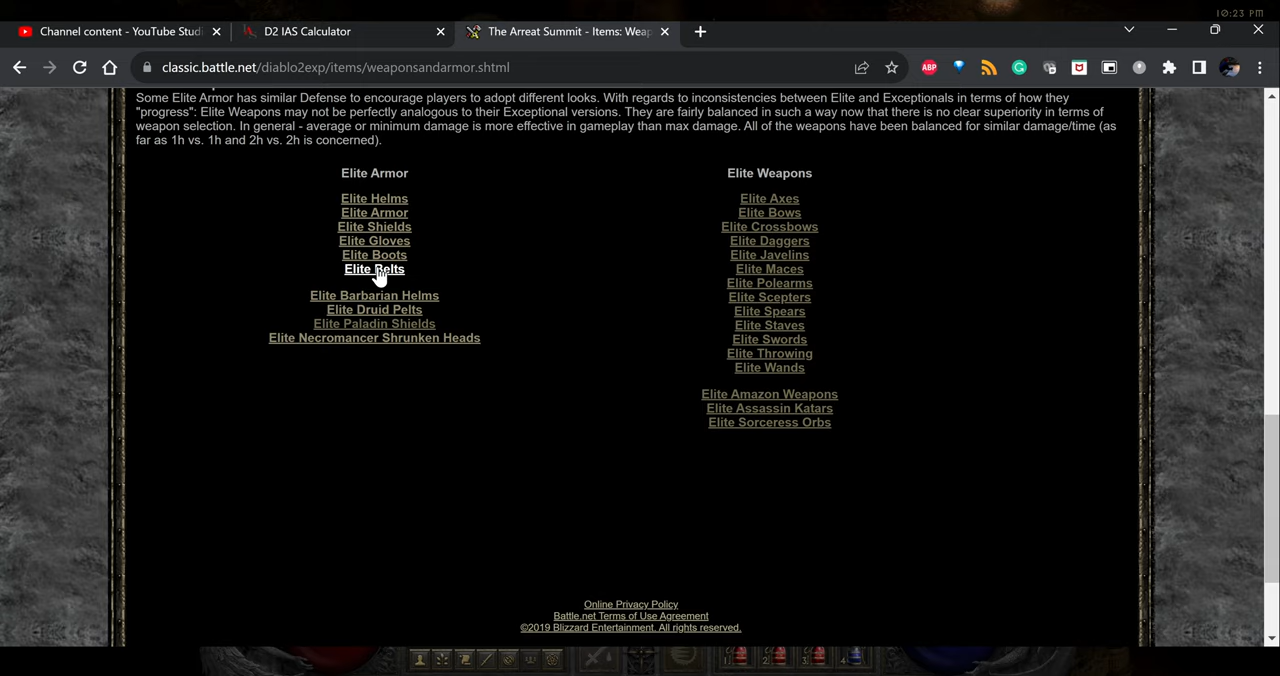 10:23 PM
Channel content - YouTube Studi
D2 IAS Calculator
The Arreat Summit - Items: Weap
classic.battle.net/diablo2exp/items/weaponsandarmor.shtml
ABP
Some Elite Armor has similar Defense to encourage players to adopt different looks. With regards to inconsistencies between Elite and Exceptionals in terms of how they
"progress": Elite Weapons may not be perfectly analogous to their Exceptional versions. They are fairly balanced in such a way now that there is no clear superiority in terms of
weapon selection. In general - average or minimum damage is more effective in gameplay than max damage. All of the weapons have been balanced for similar damage/time (as
far as 1h vs. 1h and 2h vs. 2h is concerned).
Elite Armor
Elite Helms
Elite Armor
Elite Shields
Elite Gloves
Elite Boots
Elite Belts
Elite Barbarian Helms
Elite Druid Pelts
Elite Paladin Shields
Elite Necromancer Shrunken Heads
Elite Weapons
Elite Axes
Elite Bows
Elite Crossbows
Elite Daggers
Elite Javelins
Elite Maces
Elite Polearms
Elite Scepters
Elite Spears
Elite Staves
Elite Swords
Elite Throwing
Elite Wands
Elite Amazon Weapons
Elite Assassin Katars
Elite Sorceress Orbs
Online Privacy Policy
Battle.net Terms of Use Agreement
©2019 Blizzard Entertainment. All rights reserved.
1 2 3 4